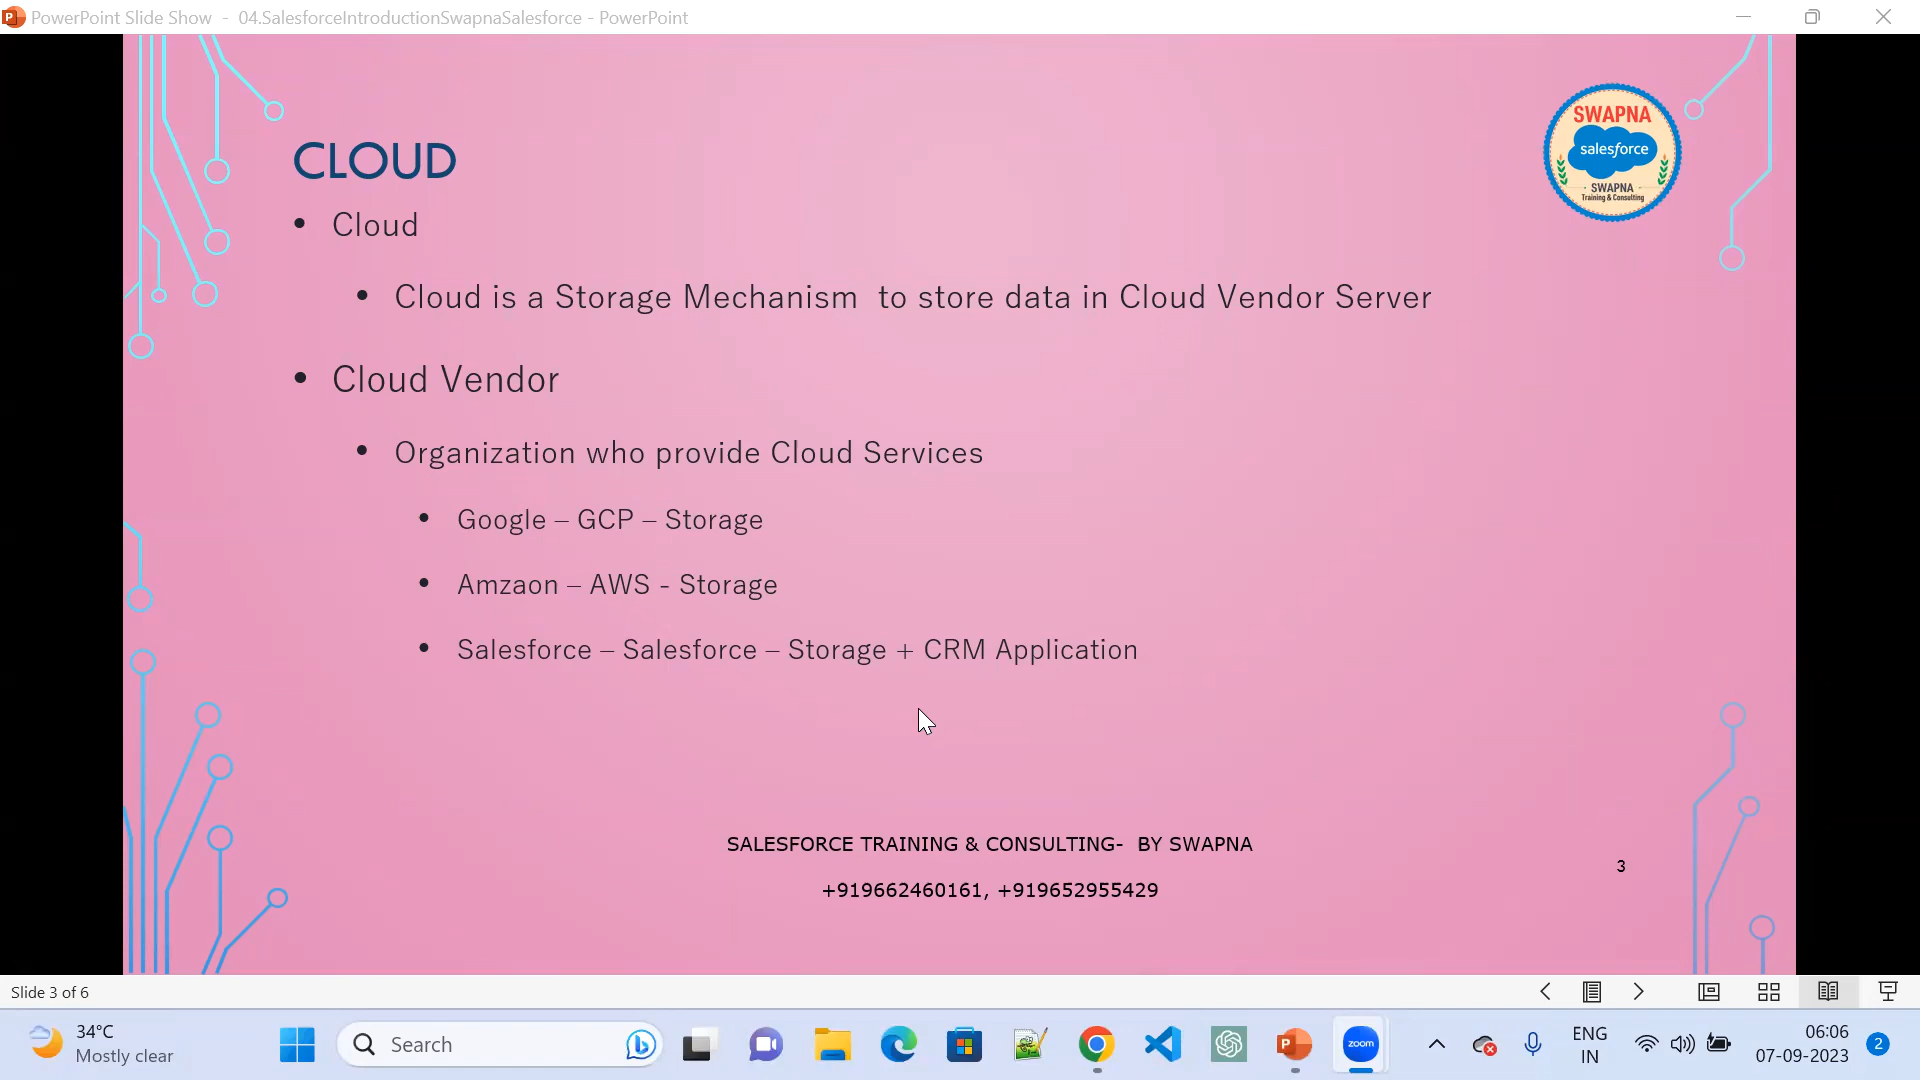 PowerPoint Slide Show - 04.SalesforceIntroductionSwapnaSalesforce - PowerPoint
CLOUD
SWAPNA
salesforce
· SWAPNA ·
Training & Consulting
• Cloud
• Cloud is a Storage Mechanism to store data in Cloud Vendor Server
• Cloud Vendor
• Organization who provide Cloud Services
• Google – GCP – Storage
• Amzaon – AWS - Storage
• Salesforce – Salesforce – Storage + CRM Application
SALESFORCE TRAINING & CONSULTING- BY SWAPNA
3
+919662460161, +919652955429
Slide 3 of 6
34°C
Mostly clear
Search
zoom
ENG
IN
06:06
07-09-2023
2